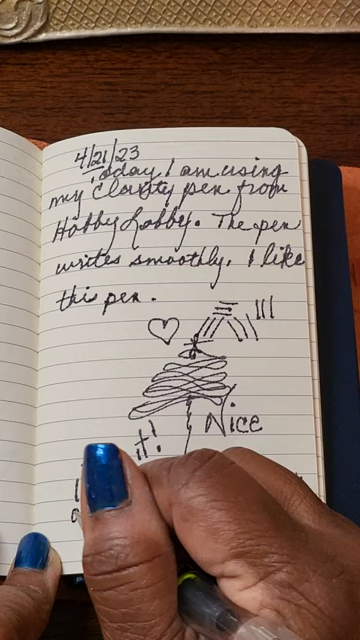 4/21/23
Today I am using
my Clarity pen from
Hobby Lobby. The pen
writes smoothly. I like
this pen.
Nice
it!